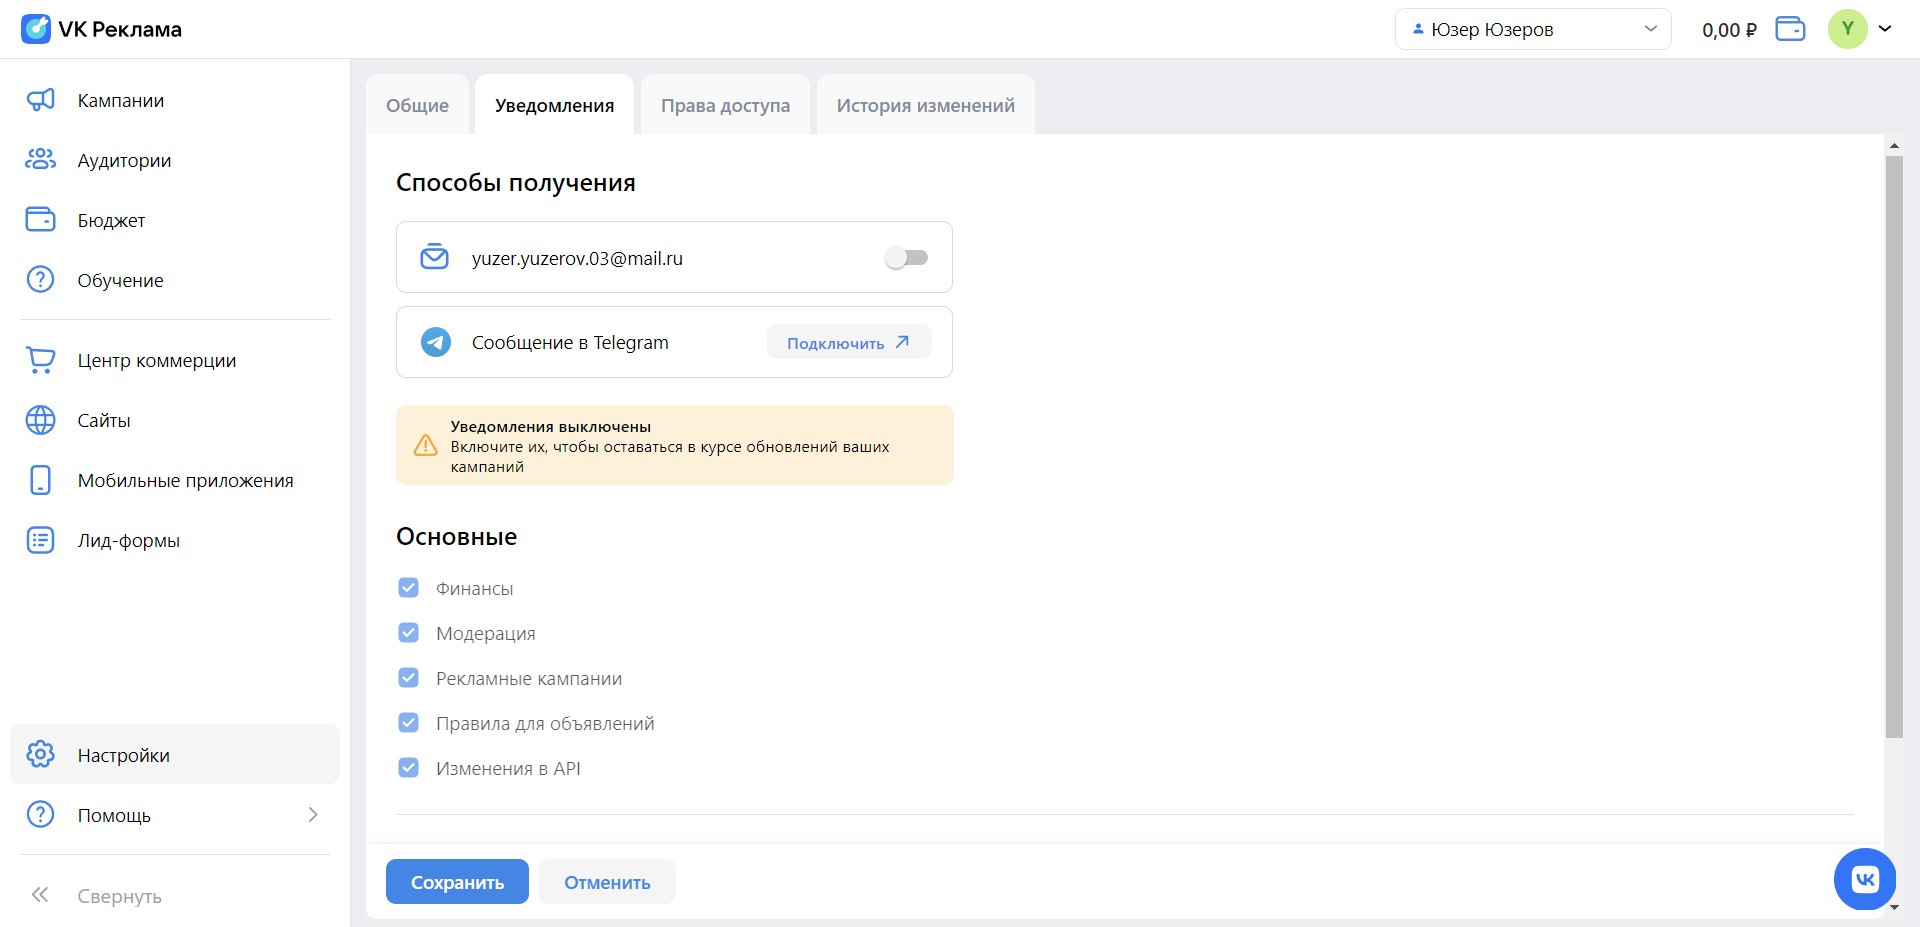 VK Реклама
Юзер Юзеров
0,00 ₽
Y
Кампании
Аудитории
Бюджет
Обучение
Центр коммерции
Сайты
Мобильные приложения
Лид-формы
Настройки
Помощь
Свернуть
Общие
Уведомления
Права доступа
История изменений
Способы получения
yuzer.yuzerov.03@mail.ru
Сообщение в Telegram
Подключить
Уведомления выключены
Включите их, чтобы оставаться в курсе обновлений ваших
кампаний
Основные
Финансы
Модерация
Рекламные кампании
Правила для объявлений
Изменения в API
Сохранить
Отменить
VK